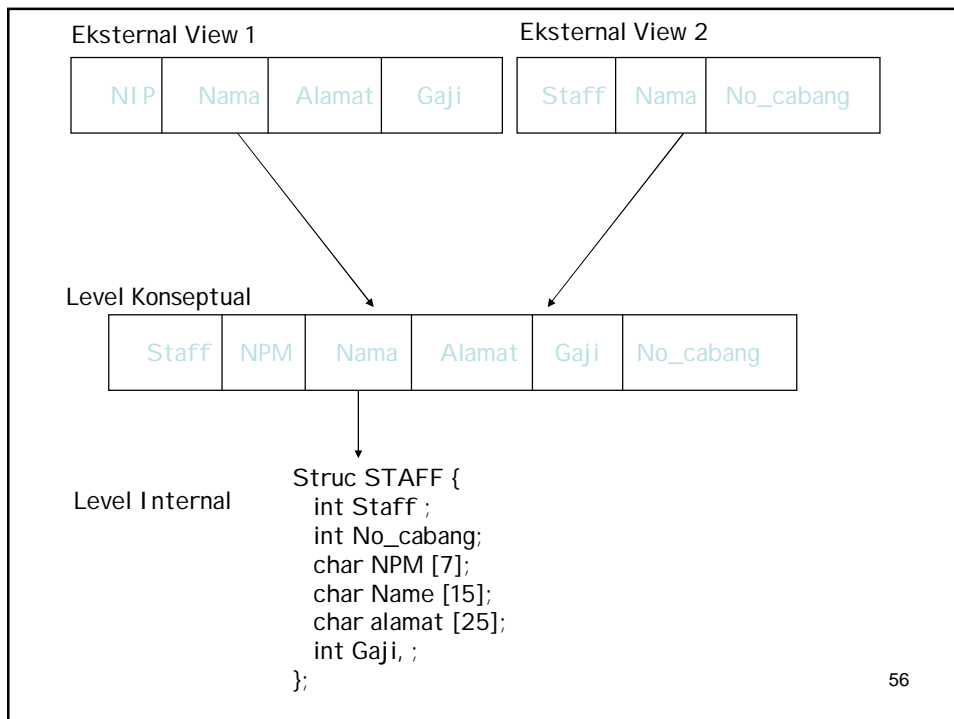 Eksternal View 1
Eksternal View 2
NIP Nama Alamat Gaji
Staff Nama No_cabang
Level Konseptual
Staff NPM Nama Alamat Gaji No_cabang
Level Internal
Struc STAFF {
int Staff ;
int No_cabang;
char NPM [7];
char Name [15];
char alamat [25];
int Gaji, ;
};
56